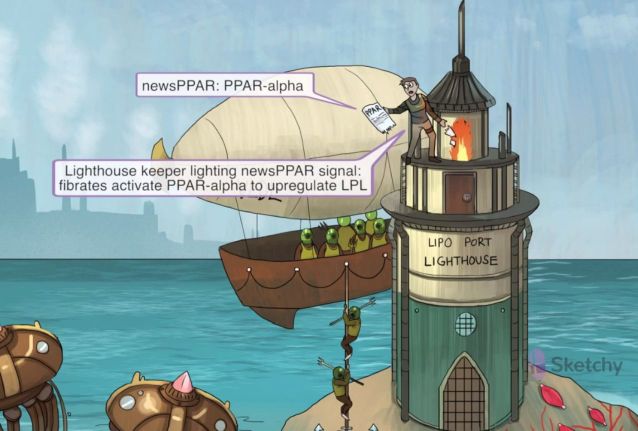 newsPPAR: PPAR-alpha
PPAR
Lighthouse keeper lighting newsPPAR signal:
fibrates activate PPAR-alpha to upregulate LPL
LIPO PORT
LIGHTHOUSE
Sketchy